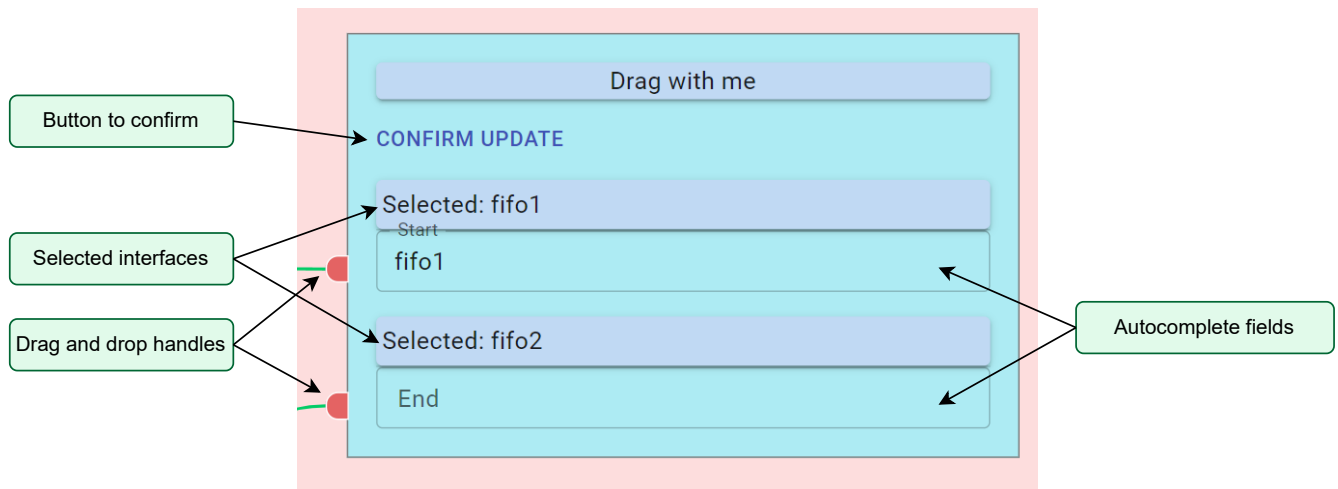 Drag with me
Button to confirm
CONFIRM UPDATE
Selected: fifo1
Start
Selected interfaces
fifo1
Autocomplete fields
Drag and drop handles
Selected: fifo2
End